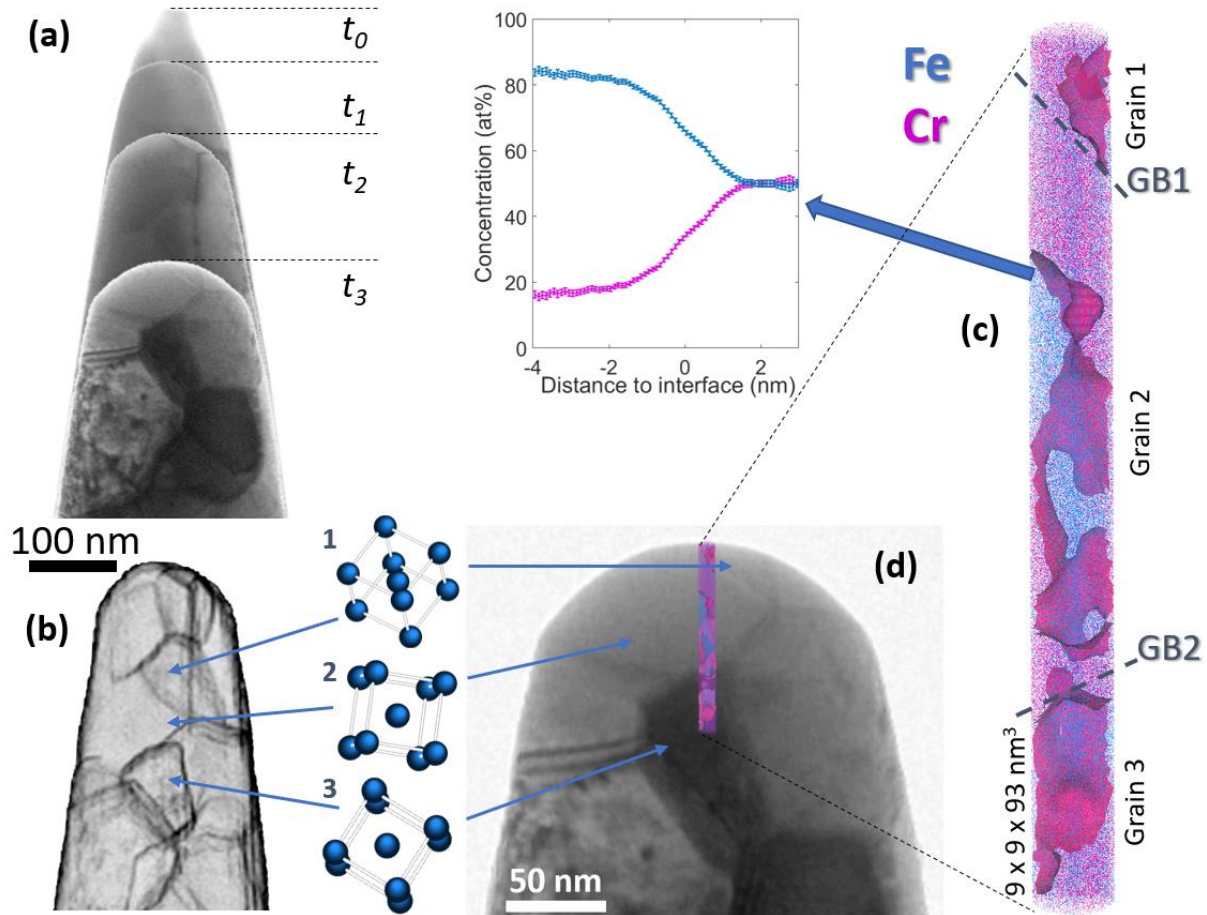 (a)
t0
t1
t2
t3
100
80
60
40
20
0
Concentration (at%)
-4
-2
0
2
Distance to interface (nm)
Fe
Cr
Grain 1
GB1
(c)
Grain 2
GB2
9 x 9 x 93 nm³
Grain 3
100 nm
(b)
1
2
3
(d)
50 nm